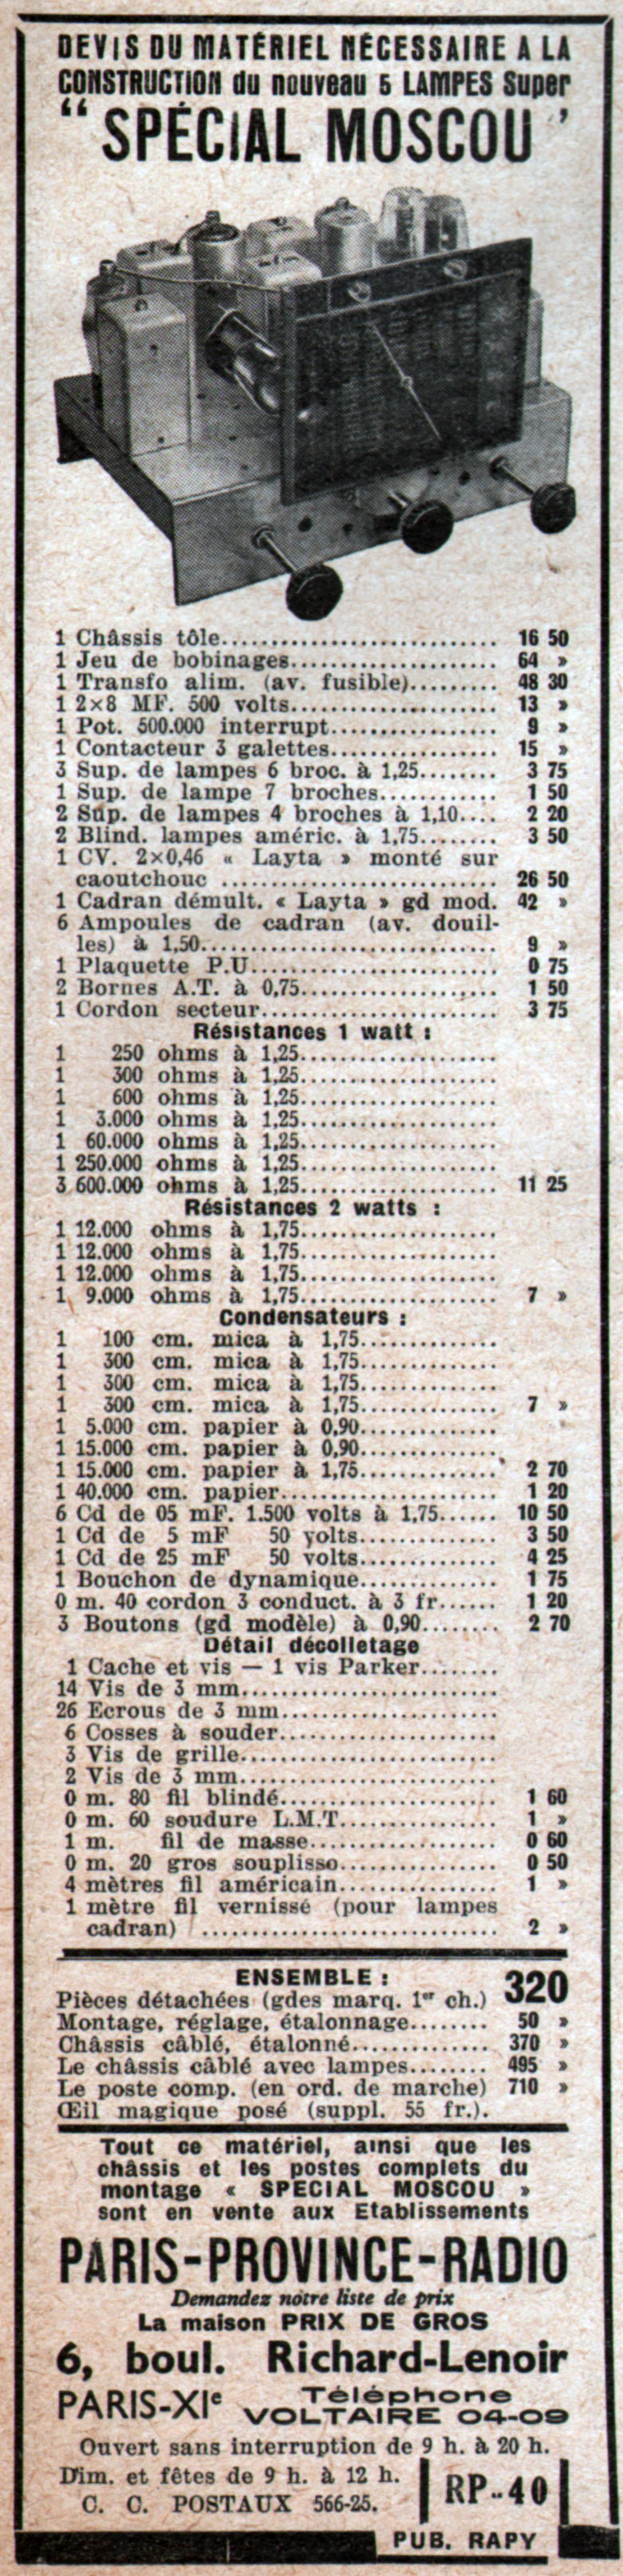 DEVIS DU MATÉRIEL NÉCESSAIRE A LA
CONSTRUCTION du nouveau 5 LAMPES Super
“SPÉCIAL MOSCOU’
1 Châssis tôle........................... 16 50
1 Jeu de bobinages..................... 64 »
1 Transfo alim. (av. fusible)......... 48 30
1 2×8 MF. 500 volts..................... 13 »
1 Pot. 500.000 interrupt................. 9 »
1 Contacteur 3 galettes................. 15 »
3 Sup. de lampes 6 broc. à 1,25........ 3 75
1 Sup. de lampe 7 broches............ 1 50
2 Sup. de lampes 4 broches à 1,10.... 2 20
2 Blind. lampes améric. à 1,75........ 3 50
1 CV. 2×0,46 « Layta » monté sur
caoutchouc ............................ 26 50
1 Cadran démult. « Layta » gd mod. 42 »
6 Ampoules de cadran (av. douil-
les) à 1,50.............................. 9 »
1 Plaquette P.U......................... 0 75
2 Bornes A.T. à 0,75.................... 1 50
1 Cordon secteur........................ 3 75
Résistances 1 watt :
1 250 ohms à 1,25....................
1 300 ohms à 1,25....................
1 600 ohms à 1,25....................
1 3.000 ohms à 1,25....................
1 60.000 ohms à 1,25....................
1 250.000 ohms à 1,25....................
3 600.000 ohms à 1,25.................... 11 25
Résistances 2 watts :
1 12.000 ohms à 1,75....................
1 12.000 ohms à 1,75....................
1 12.000 ohms à 1,75....................
1 9.000 ohms à 1,75.................... 7 »
Condensateurs :
1 100 cm. mica à 1,75..............
1 300 cm. mica à 1,75..............
1 300 cm. mica à 1,75..............
1 300 cm. mica à 1,75.............. 7 »
1 5.000 cm. papier à 0,90..............
1 15.000 cm. papier à 0,90..............
1 15.000 cm. papier à 1,75.............. 2 70
1 40.000 cm. papier...................... 1 20
6 Cd de 05 mF. 1.500 volts à 1,75...... 10 50
1 Cd de 5 mF 50 volts.............. 3 50
1 Cd de 25 mF 50 volts.............. 4 25
1 Bouchon de dynamique.............. 1 75
0 m. 40 cordon 3 conduct. à 3 fr...... 1 20
3 Boutons (gd modèle) à 0,90........ 2 70
Détail décolletage
1 Cache et vis — 1 vis Parker........
14 Vis de 3 mm..........................
26 Ecrous de 3 mm......................
6 Cosses à souder......................
3 Vis de grille..........................
2 Vis de 3 mm..........................
0 m. 80 fil blindé...................... 1 60
0 m. 60 soudure L.M.T................ 1 »
1 m. fil de masse................... 0 60
0 m. 20 gros souplisso................ 0 50
4 mètres fil américain................ 1 »
1 mètre fil vernissé (pour lampes
cadran) .............................. 2 »
ENSEMBLE :
Pièces détachées (gdes marq. 1er ch.) 320
Montage, réglage, étalonnage........ 50 »
Châssis câblé, étalonné.............. 370 »
Le châssis câblé avec lampes........ 495 »
Le poste comp. (en ord. de marche) 710 »
Œil magique posé (suppl. 55 fr.).
Tout ce matériel, ainsi que les
châssis et les postes complets du
montage « SPECIAL MOSCOU »
sont en vente aux Etablissements
PARIS-PROVINCE-RADIO
Demandez notre liste de prix
La maison PRIX DE GROS
6, boul. Richard-Lenoir
PARIS-XIe Téléphone
VOLTAIRE 04-09
Ouvert sans interruption de 9 h. à 20 h.
Dim. et fêtes de 9 h. à 12 h.
C. C. POSTAUX 566-25.
RP-40
PUB. RAPY